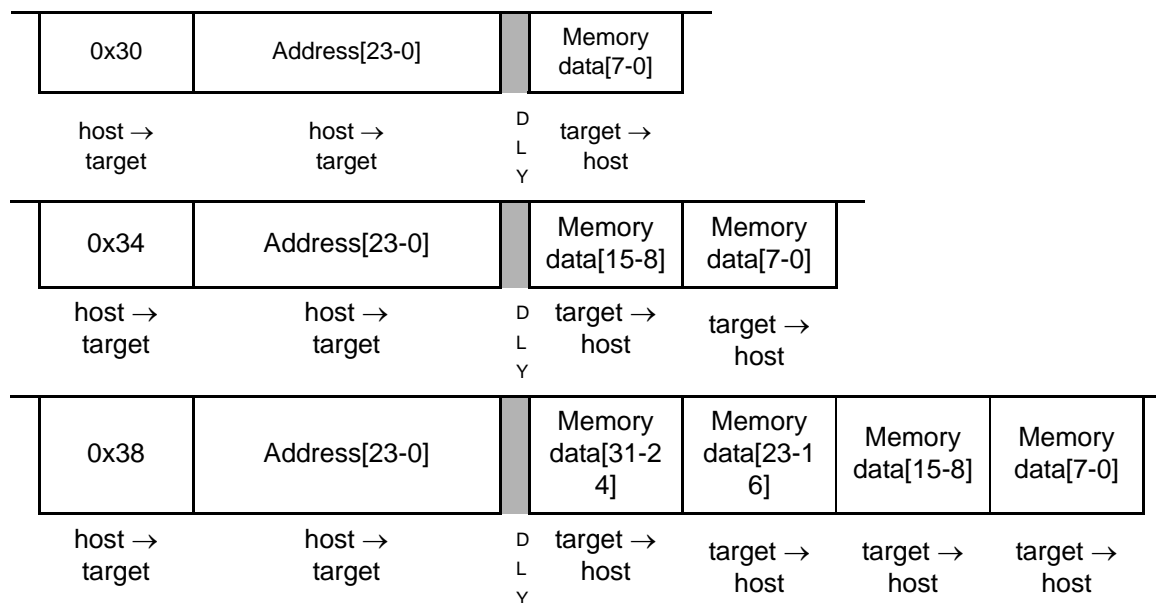 0x30 Address[23-0] Memory
data[7-0]
host → host → D target →
target target L host
Y
0x34 Address[23-0] Memory Memory
data[15-8] data[7-0]
host → host → D target → target →
target target L host host
Y
0x38 Address[23-0] Memory Memory Memory Memory
data[31-2 data[23-1 data[15-8] data[7-0]
4] 6]
host → host → D target → target → target → target →
target target L host host host host
Y